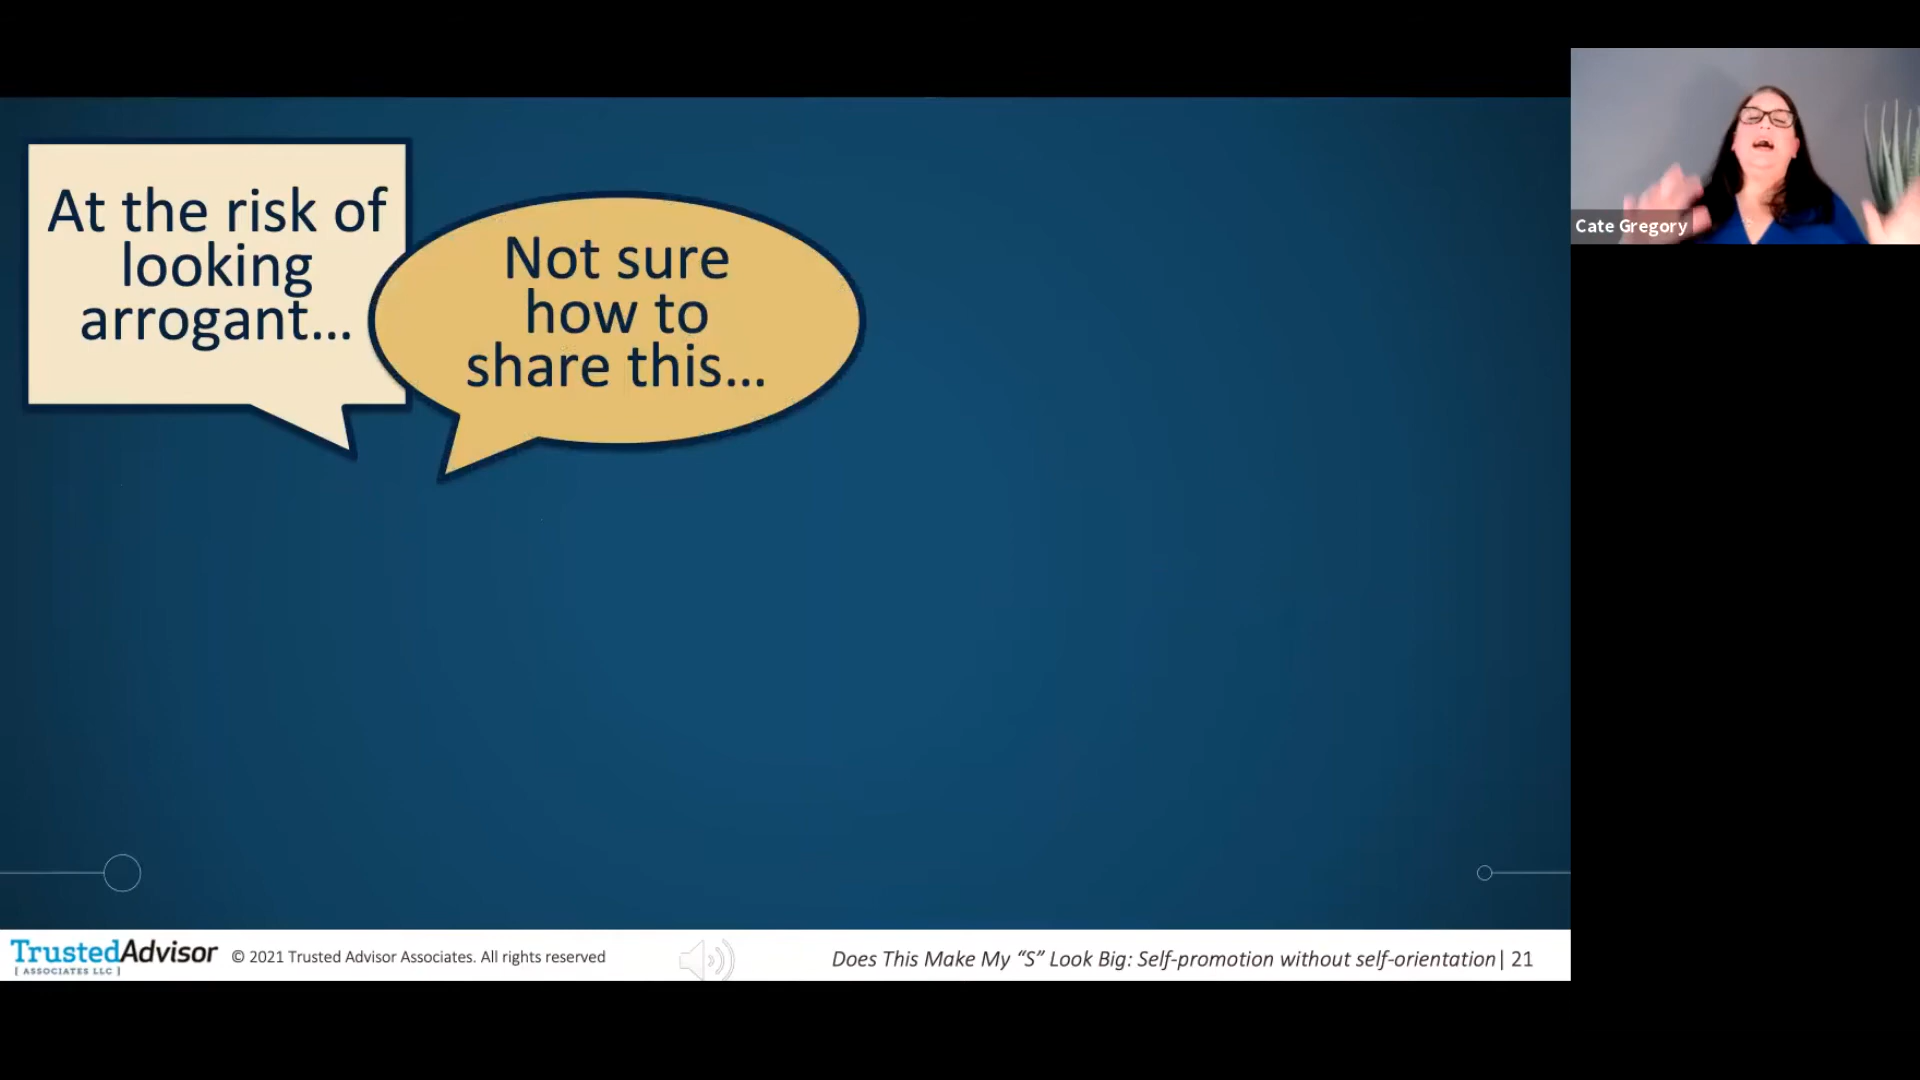 At the risk of
looking
arrogant...
Not sure
how to
share this...
Cate Gregory
TrustedAdvisor
[ ASSOCIATES LLC ]
© 2021 Trusted Advisor Associates. All rights reserved
Does This Make My “S” Look Big: Self-promotion without self-orientation| 21